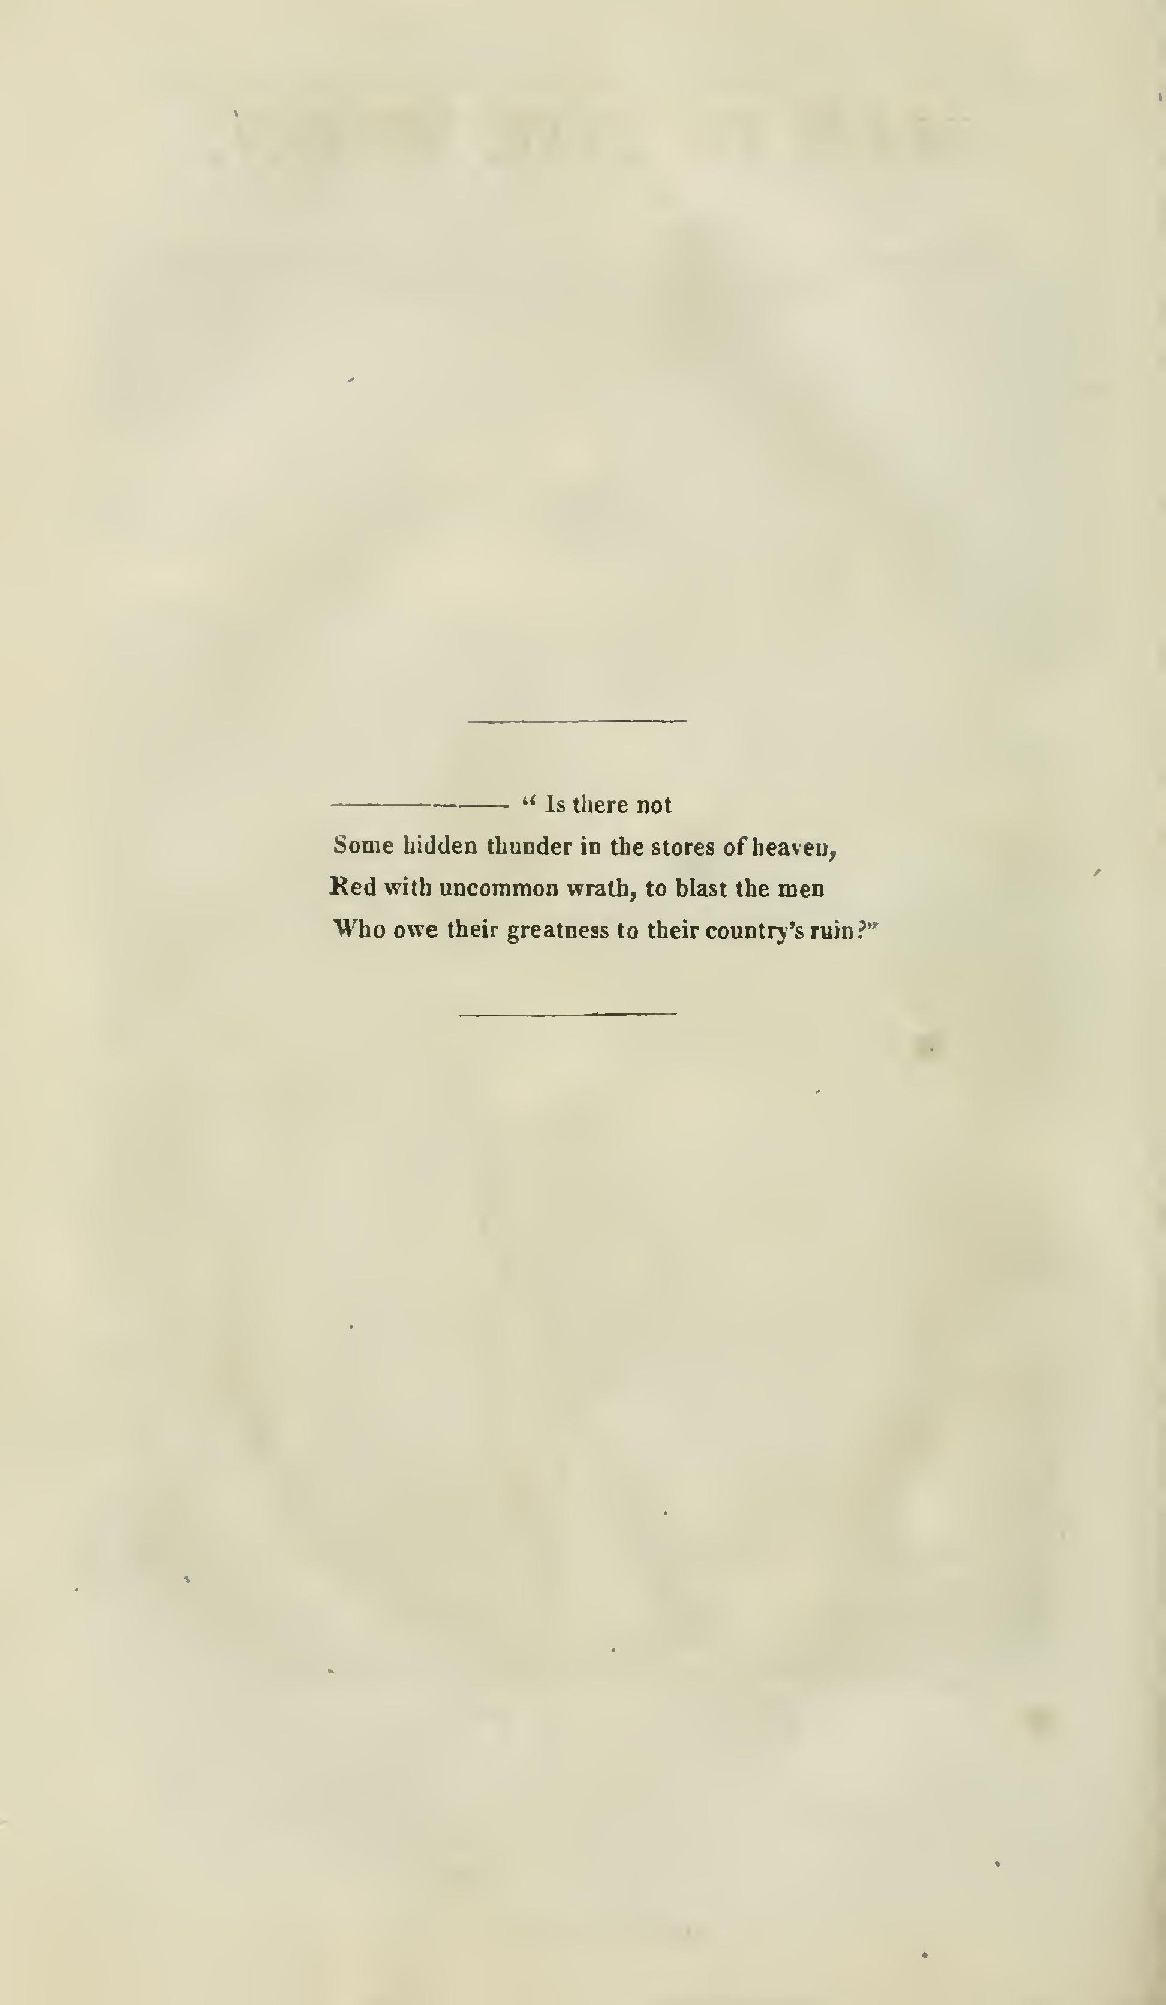 ———— “ Is there not
Some hidden thunder in the stores of heaven,
Red with uncommon wrath, to blast the men
Who owe their greatness to their country's ruin?”